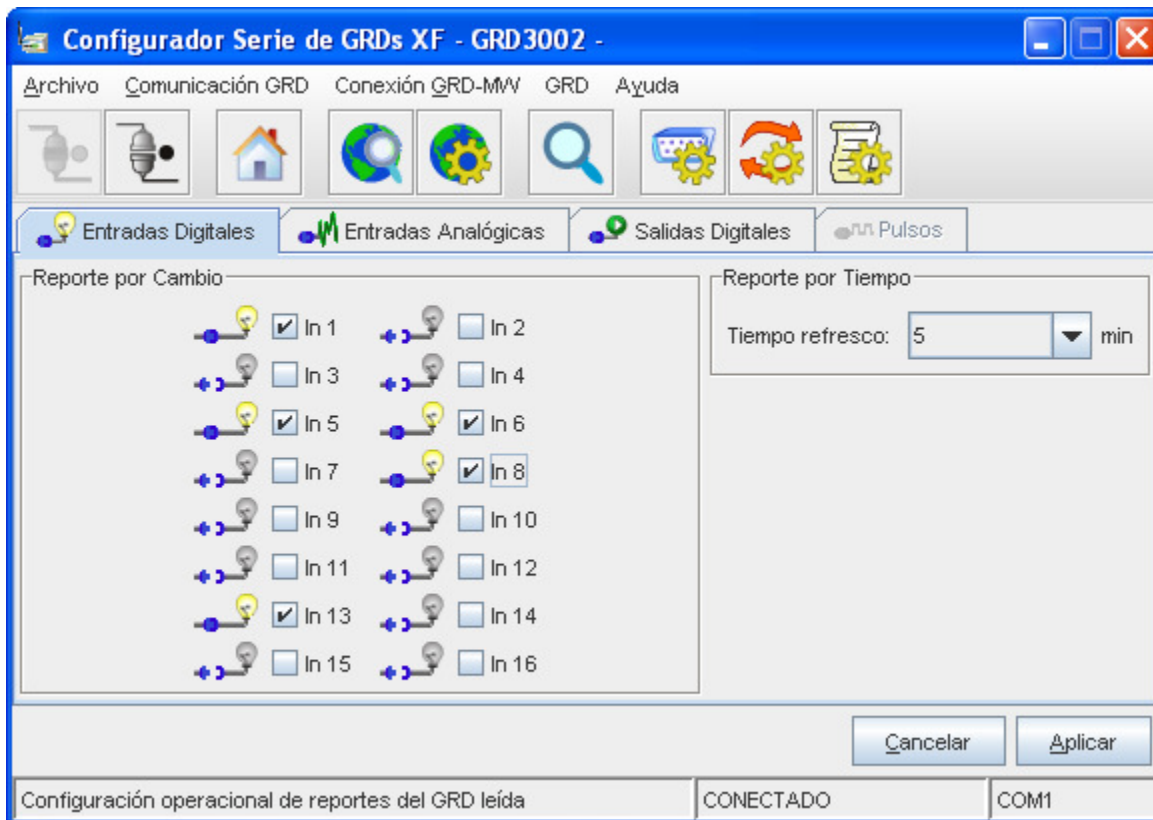 Configurador Serie de GRDs XF - GRD3002 -
Archivo Comunicación GRD Conexión GRD-MW GRD Ayuda
Entradas Digitales Entradas Analógicas Salidas Digitales Pulsos
Reporte por Cambio Reporte por Tiempo
In 1 In 2 Tiempo refresco: 5 min
In 3 In 4
In 5 In 6
In 7 In 8
In 9 In 10
In 11 In 12
In 13 In 14
In 15 In 16
Cancelar Aplicar
Configuración operacional de reportes del GRD leída CONECTADO COM1